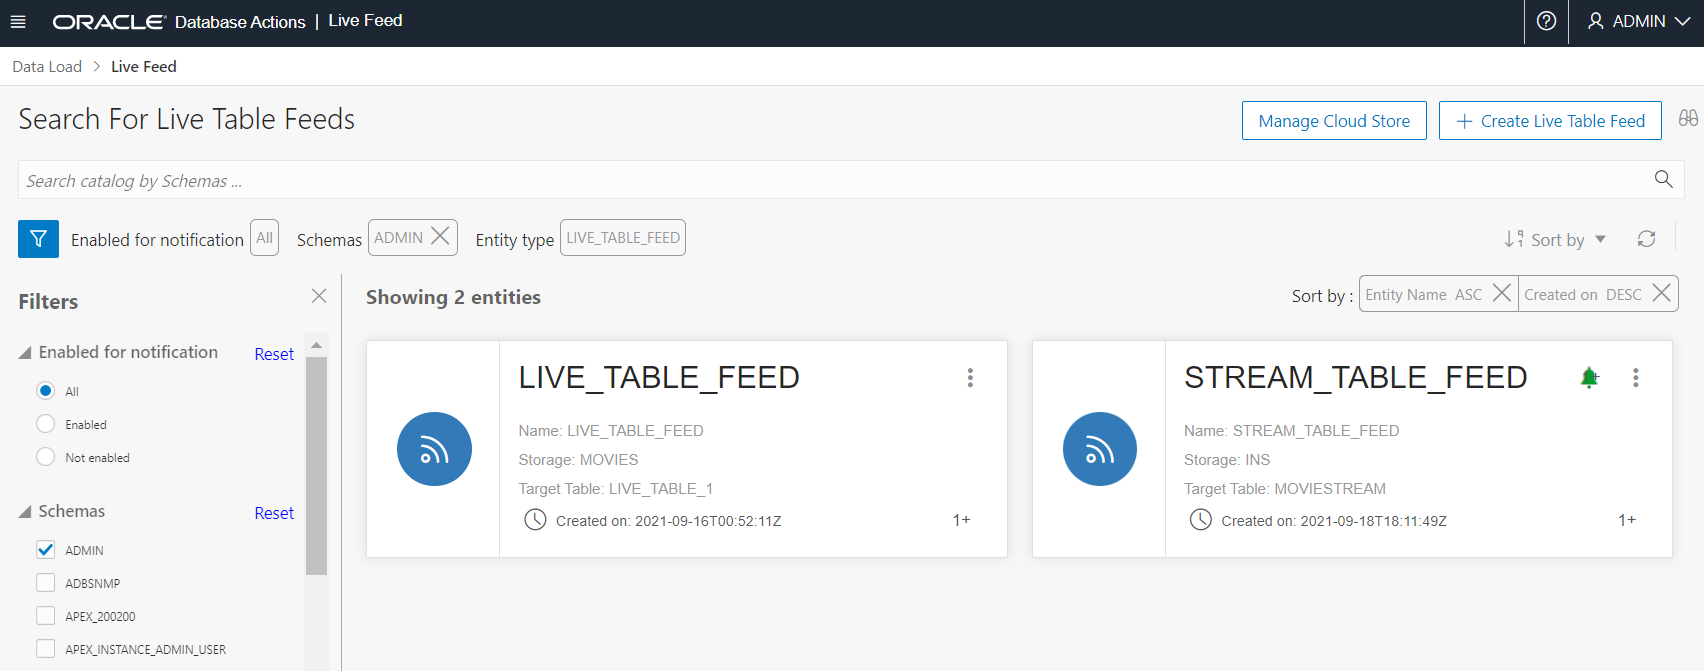 ORACLE Database Actions | Live Feed
ADMIN
Data Load > Live Feed
Search For Live Table Feeds
Manage Cloud Store
+ Create Live Table Feed
Search catalog by Schemas ...
Enabled for notification All Schemas ADMIN Entity type LIVE_TABLE_FEED
Sort by
Filters
Enabled for notification Reset
All
Enabled
Not enabled
Schemas Reset
ADMIN
ADBSNMP
APEX_200200
APEX_INSTANCE_ADMIN_USER
Showing 2 entities
Sort by : Entity Name ASC Created on DESC
LIVE_TABLE_FEED
Name: LIVE_TABLE_FEED
Storage: MOVIES
Target Table: LIVE_TABLE_1
Created on: 2021-09-16T00:52:11Z 1+
STREAM_TABLE_FEED
Name: STREAM_TABLE_FEED
Storage: INS
Target Table: MOVIESTREAM
Created on: 2021-09-18T18:11:49Z 1+